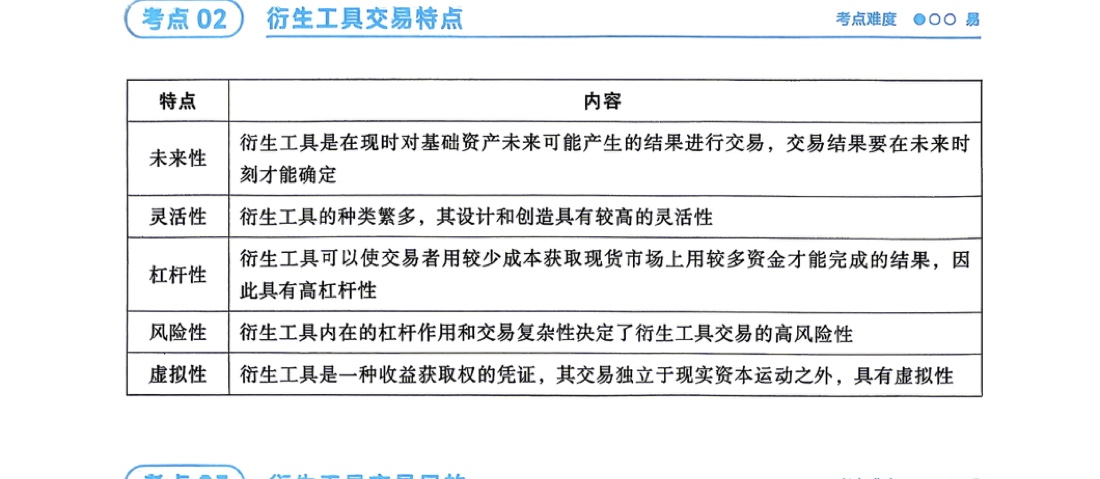 考点 02 衍生工具交易特点 考点难度 易
特点 内容
未来性 衍生工具是在现时对基础资产未来可能产生的结果进行交易，交易结果要在未来时
刻才能确定
灵活性 衍生工具的种类繁多，其设计和创造具有较高的灵活性
杠杆性 衍生工具可以使交易者用较少成本获取现货市场上用较多资金才能完成的结果，因
此具有高杠杆性
风险性 衍生工具内在的杠杆作用和交易复杂性决定了衍生工具交易的高风险性
虚拟性 衍生工具是一种收益获取权的凭证，其交易独立于现实资本运动之外，具有虚拟性